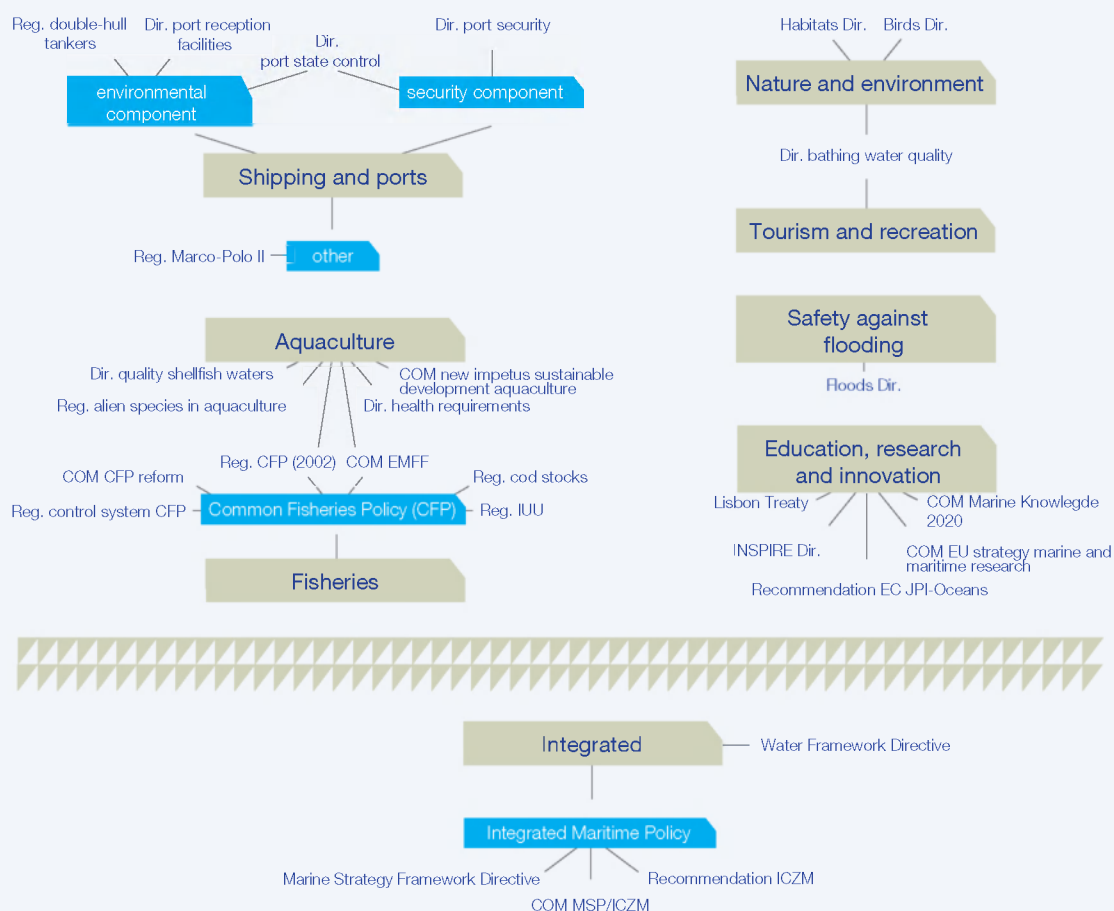 Reg. double-hull
tankers
Dir. port reception
facilities
Dir.
port state control
Dir. port security
environmental
component
security component
Shipping and ports
Reg. Marco-Polo II
other
Habitats Dir.
Birds Dir.
Nature and environment
Dir. bathing water quality
Tourism and recreation
Safety against
flooding
Floods Dir.
Aquaculture
Dir. quality shellfish waters
COM new impetus sustainable
development aquaculture
Reg. alien species in aquaculture
Dir. health requirements
Reg. CFP (2002)
COM EMFF
COM CFP reform
Reg. cod stocks
Reg. control system CFP
Common Fisheries Policy (CFP)
Reg. IUU
Fisheries
Education, research
and innovation
Lisbon Treaty
COM Marine Knowlegde
2020
INSPIRE Dir.
COM EU strategy marine and
maritime research
Recommendation EC JPI-Oceans
Integrated
Water Framework Directive
Integrated Maritime Policy
Marine Strategy Framework Directive
Recommendation ICZM
COM MSP/ICZM